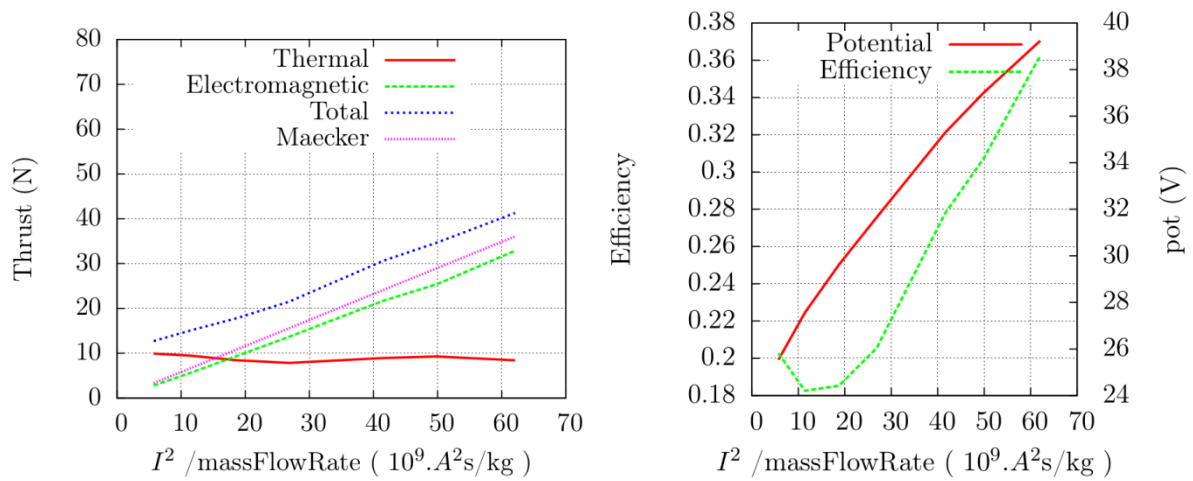 80
70
60
50
40
30
20
10
0
Thrust (N)
Thermal
Electromagnetic
Total
Maecker
0 10 20 30 40 50 60 70
I² /massFlowRate ( 10⁹.A²s/kg )
0.38
0.36
0.34
0.32
0.3
0.28
0.26
0.24
0.22
0.2
0.18
Efficiency
Potential
Efficiency
40
38
36
34
32
30
28
26
24
pot (V)
0 10 20 30 40 50 60 70
I² /massFlowRate ( 10⁹.A²s/kg )